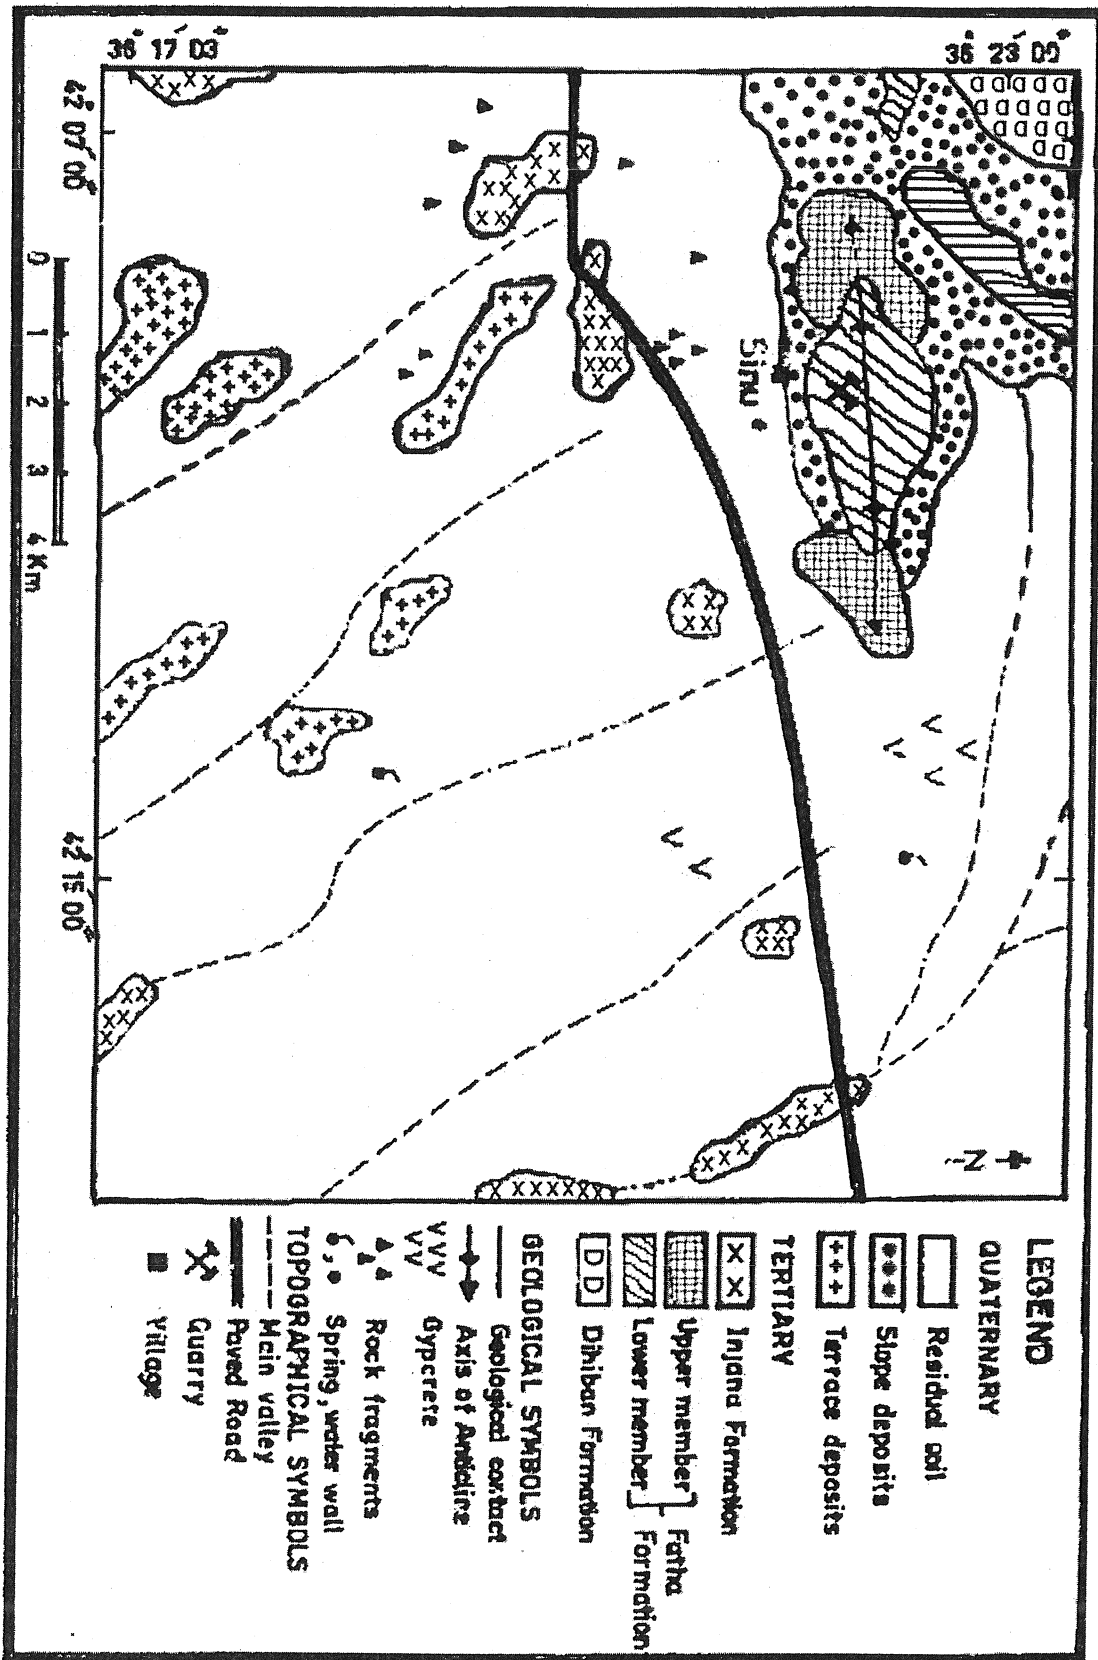 36° 17' 03"
36° 23' 00"
42° 07' 00"
42° 15' 00"
Sinu
N
0 1 2 3 4 Km
LEGEND
QUATERNARY
Residual oil
Slope deposits
Terrace deposits
TERTIARY
Injana Formation
Upper member
Lower member
Fatha
Formation
Dihiban Formation
GEOLOGICAL SYMBOLS
Geological contact
Axis of Anticline
Gypcrete
Rock fragments
Spring, water wall
TOPOGRAPHICAL SYMBOLS
Main valley
Paved Road
Quarry
Village